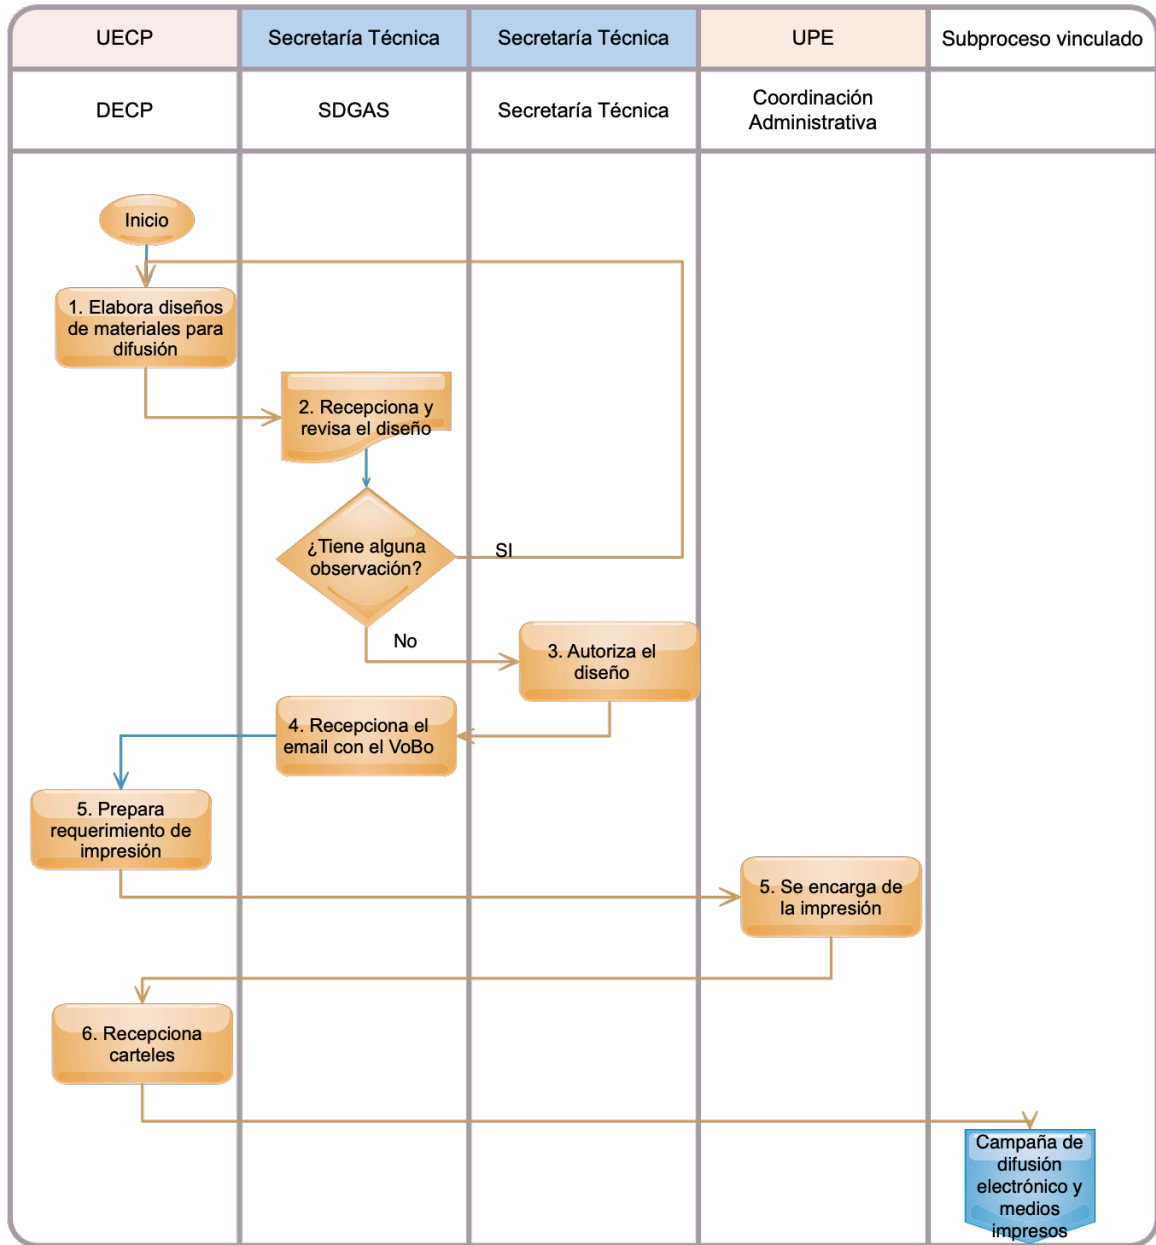 UECP
Secretaría Técnica
Secretaría Técnica
UPE
Subproceso vinculado
DECP
SDGAS
Secretaría Técnica
Coordinación
Administrativa
Inicio
1. Elabora diseños
de materiales para
difusión
2. Recepciona y
revisa el diseño
¿Tiene alguna
observación?
SI
No
3. Autoriza el
diseño
4. Recepciona el
email con el VoBo
5. Prepara
requerimiento de
impresión
5. Se encarga de
la impresión
6. Recepciona
carteles
Campaña de
difusión
electrónico y
medios
impresos